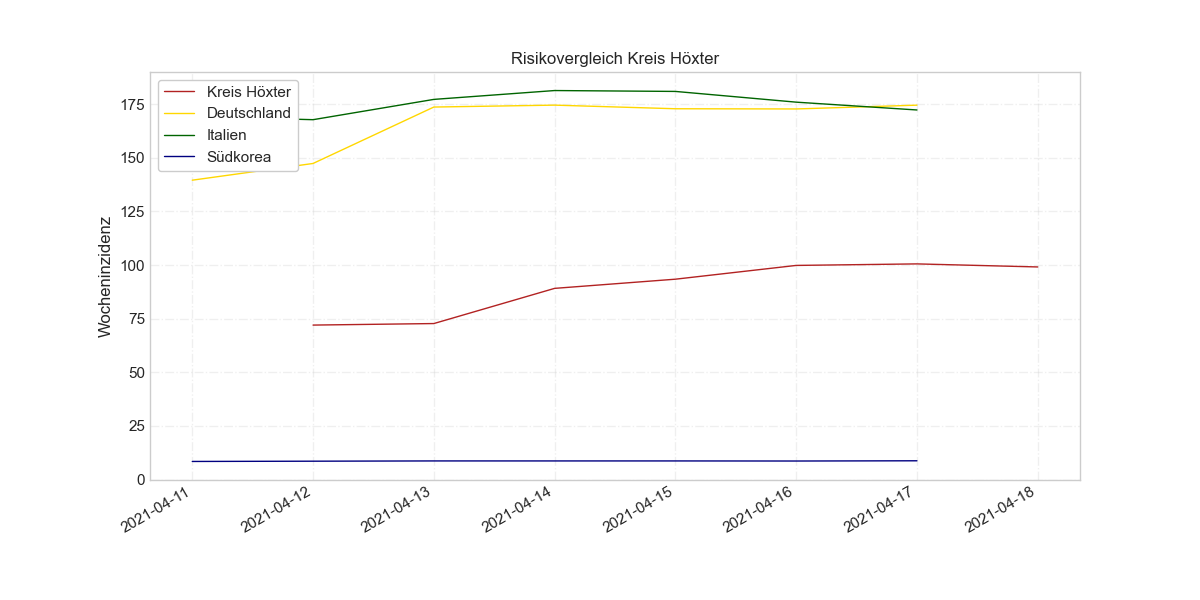 Risikovergleich Kreis Höxter
Kreis Höxter
Deutschland
Italien
Südkorea
Wocheninzidenz
175
150
125
100
75
50
25
0
2021-04-11
2021-04-12
2021-04-13
2021-04-14
2021-04-15
2021-04-16
2021-04-17
2021-04-18